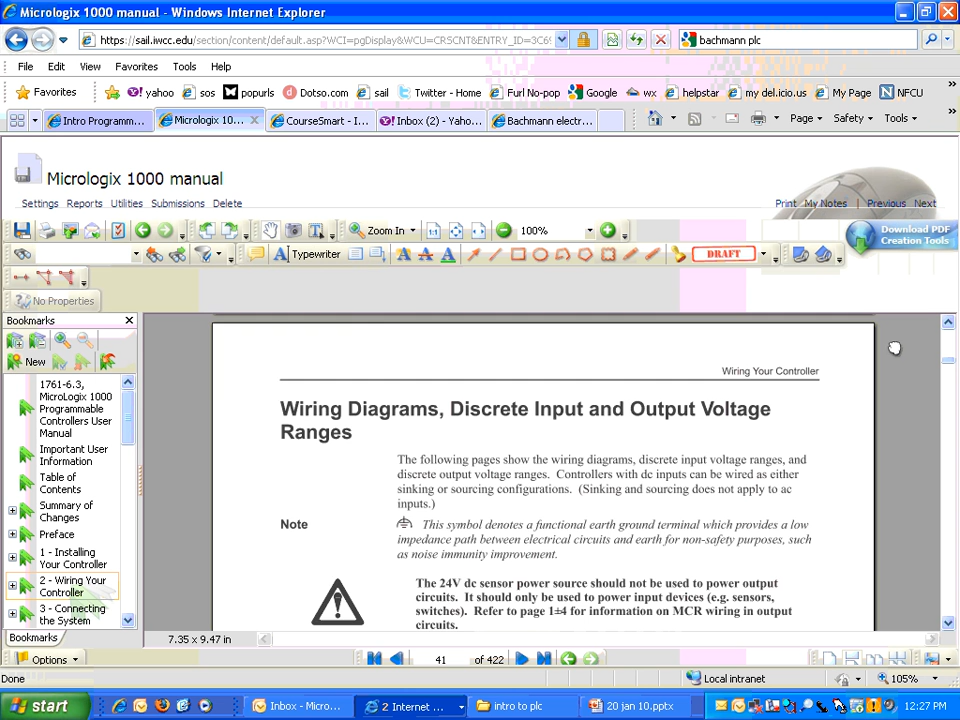 Micrologix 1000 manual - Windows Internet Explorer
https://sail.iwcc.edu/section/content/default.asp?WCI=pgDisplay&WCU=CRSCNT&ENTRY_ID=3C69
bachmann plc
File Edit View Favorites Tools Help
Favorites yahoo sos popurls Dotso.com sail Twitter - Home Furl No-pop Google wx helpstar my del.icio.us My Page NFCU
Intro Programm... Micrologix 10... CourseSmart - I... Inbox (2) - Yaho... Bachmann electr... Page Safety Tools
Micrologix 1000 manual
Settings Reports Utilities Submissions Delete
Print My Notes | Previous Next
Zoom In 100%
Download PDF
Creation Tools
Typewriter DRAFT
No Properties
Bookmarks
New
1761-6.3,
MicroLogix 1000
Programmable
Controllers User
Manual
Important User
Information
Table of
Contents
Summary of
Changes
Preface
1 - Installing
Your Controller
2 - Wiring Your
Controller
3 - Connecting
the System
Bookmarks
Wiring Your Controller
Wiring Diagrams, Discrete Input and Output Voltage
Ranges
The following pages show the wiring diagrams, discrete input voltage ranges, and
discrete output voltage ranges. Controllers with dc inputs can be wired as either
sinking or sourcing configurations. (Sinking and sourcing does not apply to ac
inputs.)
Note This symbol denotes a functional earth ground terminal which provides a low
impedance path between electrical circuits and earth for non-safety purposes, such
as noise immunity improvement.
The 24V dc sensor power source should not be used to power output
circuits. It should only be used to power input devices (e.g. sensors,
switches). Refer to page 1±4 for information on MCR wiring in output
circuits.
7.35 x 9.47 in
Options 41 of 422
Done Local intranet 105%
start Inbox - Micro... 2 Internet ... intro to plc 20 jan 10.pptx 12:27 PM